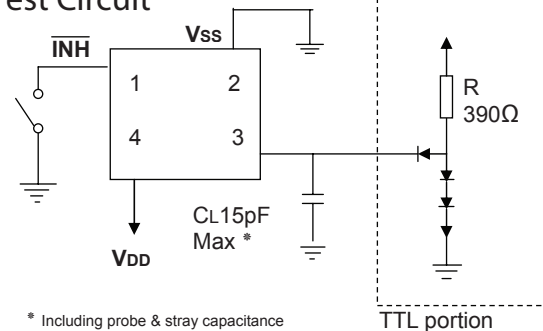 est Circuit
INH
Vss
1
2
4
3
R
390Ω
CL15pF
Max *
VDD
* Including probe & stray capacitance
TTL portion